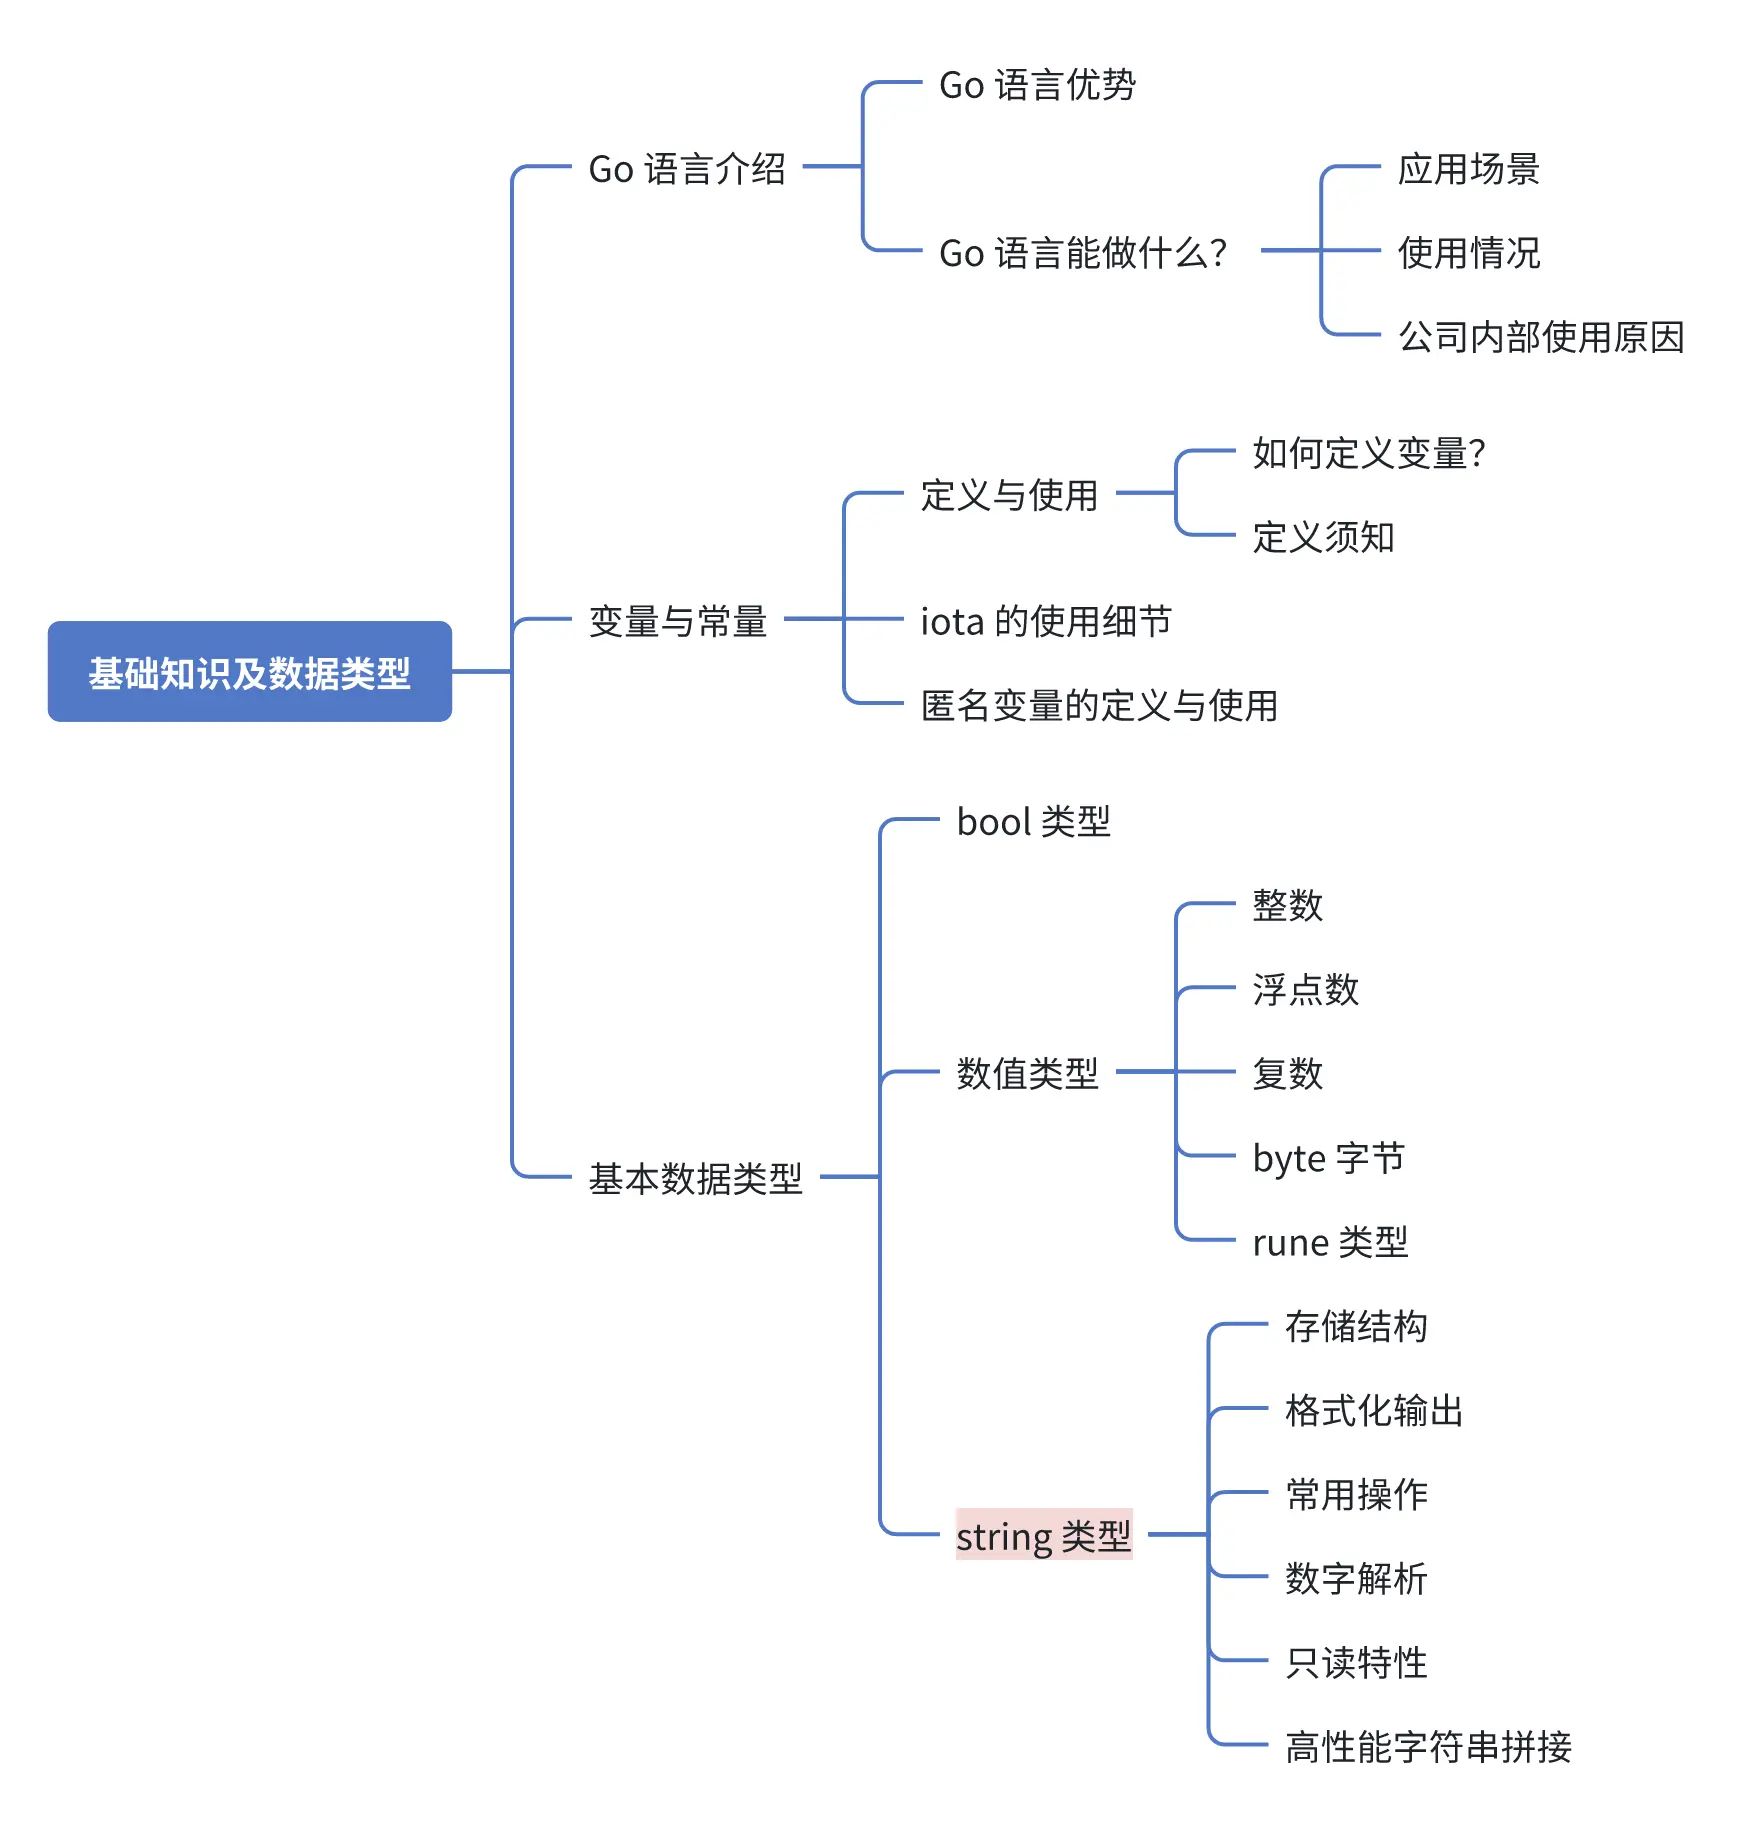 基础知识及数据类型
Go 语言介绍
Go 语言优势
Go 语言能做什么？
应用场景
使用情况
公司内部使用原因
变量与常量
定义与使用
如何定义变量？
定义须知
iota 的使用细节
匿名变量的定义与使用
基本数据类型
bool 类型
数值类型
整数
浮点数
复数
byte 字节
rune 类型
string 类型
存储结构
格式化输出
常用操作
数字解析
只读特性
高性能字符串拼接